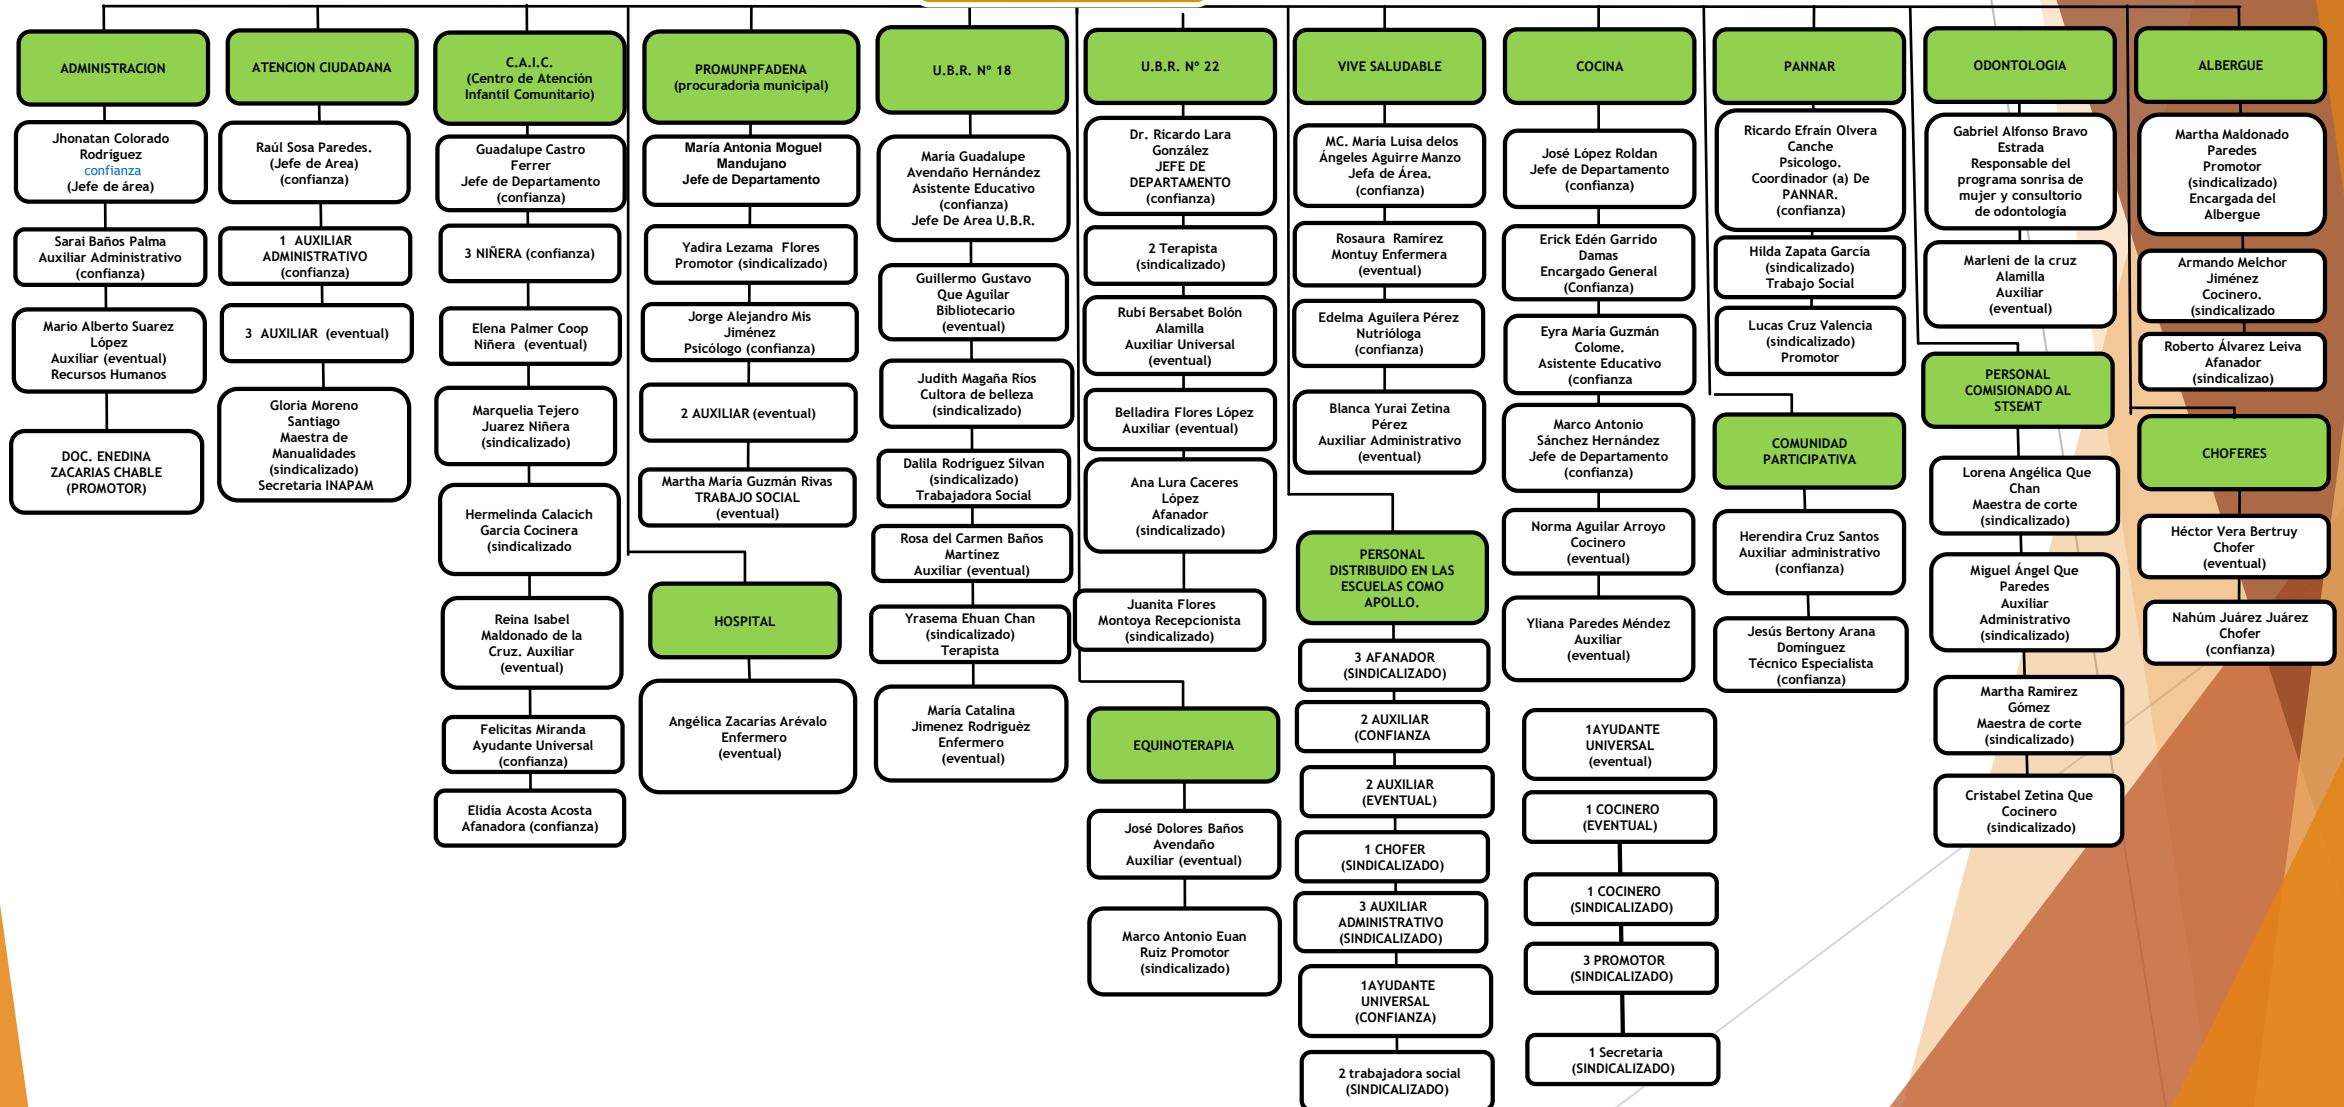 ADMINISTRACION
Jhonatan Colorado
Rodríguez
confianza
(Jefe de área)
Sarai Baños Palma
Auxiliar Administrativo
(confianza)
Mario Alberto Suarez
López
Auxiliar (eventual)
Recursos Humanos
DOC. ENEDINA
ZACARIAS CHABLE
(PROMOTOR)
ATENCION CIUDADANA
Raúl Sosa Paredes.
(Jefe de Area)
(confianza)
1 AUXILIAR
ADMINISTRATIVO
(confianza)
3 AUXILIAR (eventual)
Gloria Moreno
Santiago
Maestra de
Manualidades
(sindicalizado)
Secretaria INAPAM
C.A.I.C.
(Centro de Atención
Infantil Comunitario)
Guadalupe Castro
Ferrer
Jefe de Departamento
(confianza)
3 NIÑERA (confianza)
Elena Palmer Coop
Niñera (eventual)
Marquelia Tejero
Juarez Niñera
(sindicalizado)
Hermelinda Calacich
Garcia Cocinera
(sindicalizado
Reina Isabel
Maldonado de la
Cruz. Auxiliar
(eventual)
Felicitas Miranda
Ayudante Universal
(confianza)
Elidía Acosta Acosta
Afanadora (confianza)
PROMUNPFADENA
(procuradoria municipal)
María Antonia Moguel
Mandujano
Jefe de Departamento
Yadira Lezama Flores
Promotor (sindicalizado)
Jorge Alejandro Mis
Jiménez
Psicólogo (confianza)
2 AUXILIAR (eventual)
Martha María Guzmán Rivas
TRABAJO SOCIAL
(eventual)
HOSPITAL
Angélica Zacarías Arévalo
Enfermero
(eventual)
U.B.R. Nº 18
María Guadalupe
Avendaño Hernández
Asistente Educativo
(confianza)
Jefe De Area U.B.R.
Guillermo Gustavo
Que Aguilar
Bibliotecario
(eventual)
Judith Magaña Ríos
Cultora de belleza
(sindicalizado)
Dalila Rodríguez Silvan
(sindicalizado)
Trabajadora Social
Rosa del Carmen Baños
Martínez
Auxiliar (eventual)
Yrasema Ehuan Chan
(sindicalizado)
Terapista
María Catalina
Jimenez Rodriguèz
Enfermero
(eventual)
U.B.R. Nº 22
Dr. Ricardo Lara
González
JEFE DE
DEPARTAMENTO
(confianza)
2 Terapista
(sindicalizado)
Rubí Bersabet Bolón
Alamilla
Auxiliar Universal
(eventual)
Belladira Flores López
Auxiliar (eventual)
Ana Lura Caceres
López
Afanador
(sindicalizado)
Juanita Flores
Montoya Recepcionista
(sindicalizado)
EQUINOTERAPIA
José Dolores Baños
Avendaño
Auxiliar (eventual)
Marco Antonio Euan
Ruiz Promotor
(sindicalizado)
VIVE SALUDABLE
MC. María Luisa delos
Ángeles Aguirre Manzo
Jefa de Área.
(confianza)
Rosaura Ramírez
Montuy Enfermera
(eventual)
Edelma Aguilera Pérez
Nutrióloga
(confianza)
Blanca Yurai Zetina
Pérez
Auxiliar Administrativo
(eventual)
PERSONAL
DISTRIBUIDO EN LAS
ESCUELAS COMO
APOLLO.
3 AFANADOR
(SINDICALIZADO)
2 AUXILIAR
(CONFIANZA
2 AUXILIAR
(EVENTUAL)
1 CHOFER
(SINDICALIZADO)
3 AUXILIAR
ADMINISTRATIVO
(SINDICALIZADO)
1AYUDANTE
UNIVERSAL
(CONFIANZA)
2 trabajadora social
(SINDICALIZADO)
COCINA
José López Roldan
Jefe de Departamento
(confianza)
Erick Edén Garrido
Damas
Encargado General
(Confianza)
Eyra María Guzmán
Colome.
Asistente Educativo
(confianza
Marco Antonio
Sánchez Hernández
Jefe de Departamento
(confianza)
Norma Aguilar Arroyo
Cocinero
(eventual)
Yliana Paredes Méndez
Auxiliar
(eventual)
1AYUDANTE
UNIVERSAL
(eventual)
1 COCINERO
(EVENTUAL)
1 COCINERO
(SINDICALIZADO)
3 PROMOTOR
(SINDICALIZADO)
1 Secretaria
(SINDICALIZADO)
PANNAR
Ricardo Efraín Olvera
Canche
Psicologo.
Coordinador (a) De
PANNAR.
(confianza)
Hilda Zapata García
(sindicalizado)
Trabajo Social
Lucas Cruz Valencia
(sindicalizado)
Promotor
COMUNIDAD
PARTICIPATIVA
Herendira Cruz Santos
Auxiliar administrativo
(confianza)
Jesús Bertony Arana
Domínguez
Técnico Especialista
(confianza)
ODONTOLOGIA
Gabriel Alfonso Bravo
Estrada
Responsable del
programa sonrisa de
mujer y consultorio
de odontología
Marleni de la cruz
Alamilla
Auxiliar
(eventual)
PERSONAL
COMISIONADO AL
STSEMT
Lorena Angélica Que
Chan
Maestra de corte
(sindicalizado)
Miguel Ángel Que
Paredes
Auxiliar
Administrativo
(sindicalizado)
Martha Ramirez
Gómez
Maestra de corte
(sindicalizado)
Cristabel Zetina Que
Cocinero
(sindicalizado)
ALBERGUE
Martha Maldonado
Paredes
Promotor
(sindicalizado)
Encargada del
Albergue
Armando Melchor
Jiménez
Cocinero.
(sindicalizado
Roberto Álvarez Leiva
Afanador
(sindicalizao)
CHOFERES
Héctor Vera Bertruy
Chofer
(eventual)
Nahúm Juárez Juárez
Chofer
(confianza)